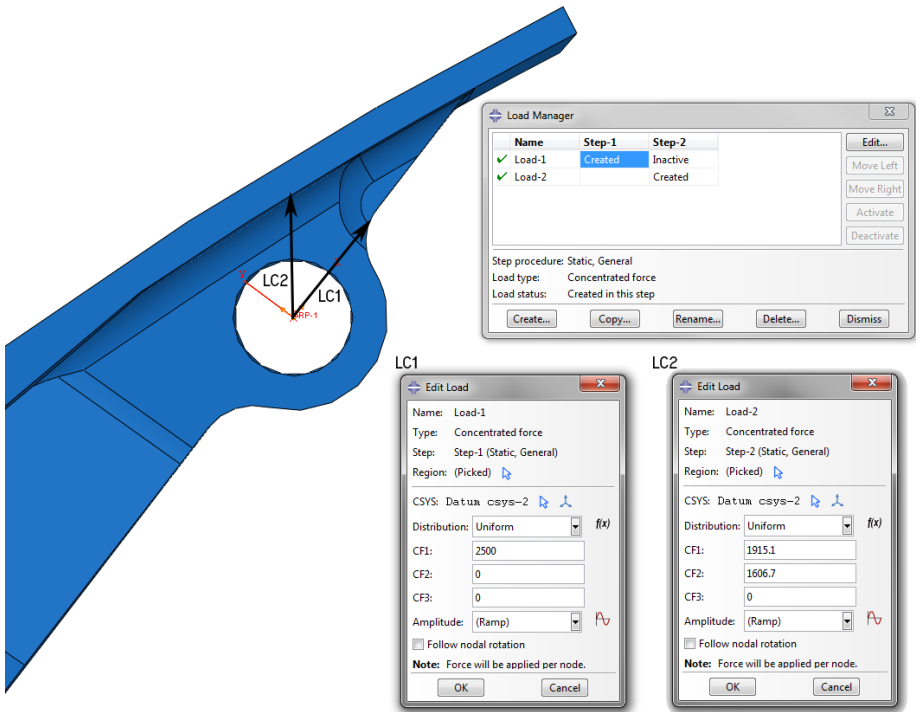 Load Manager
Name Step-1 Step-2
Load-1 Created Inactive
Load-2 Created
Edit...
Move Left
Move Right
Activate
Deactivate
Step procedure: Static, General
Load type: Concentrated force
Load status: Created in this step
Create... Copy... Rename... Delete... Dismiss
LC2
LC1
Y
RP-1
LC1
Edit Load
Name: Load-1
Type: Concentrated force
Step: Step-1 (Static, General)
Region: (Picked)
CSYS: Datum csys-2
Distribution: Uniform f(x)
CF1: 2500
CF2: 0
CF3: 0
Amplitude: (Ramp)
Follow nodal rotation
Note: Force will be applied per node.
OK Cancel
LC2
Edit Load
Name: Load-2
Type: Concentrated force
Step: Step-2 (Static, General)
Region: (Picked)
CSYS: Datum csys-2
Distribution: Uniform f(x)
CF1: 1915.1
CF2: 1606.7
CF3: 0
Amplitude: (Ramp)
Follow nodal rotation
Note: Force will be applied per node.
OK Cancel